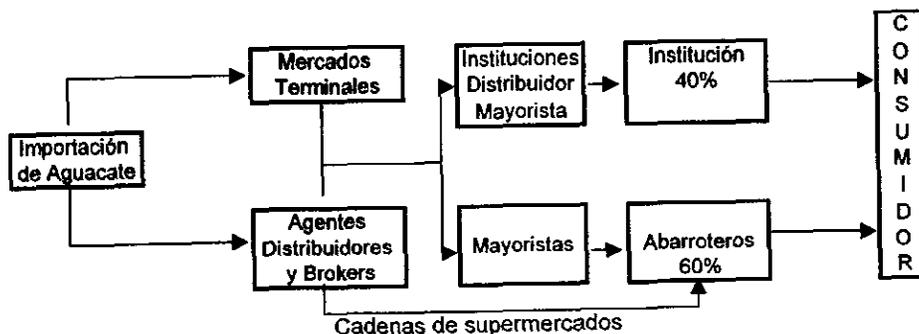 Importación
de Aguacate
Mercados
Terminales
Agentes
Distribuidores
y Brokers
Instituciones
Distribuidor
Mayorista
Mayoristas
Institución
40%
Abarroteros
60%
Cadenas de supermercados
C
O
N
S
U
M
I
D
O
R